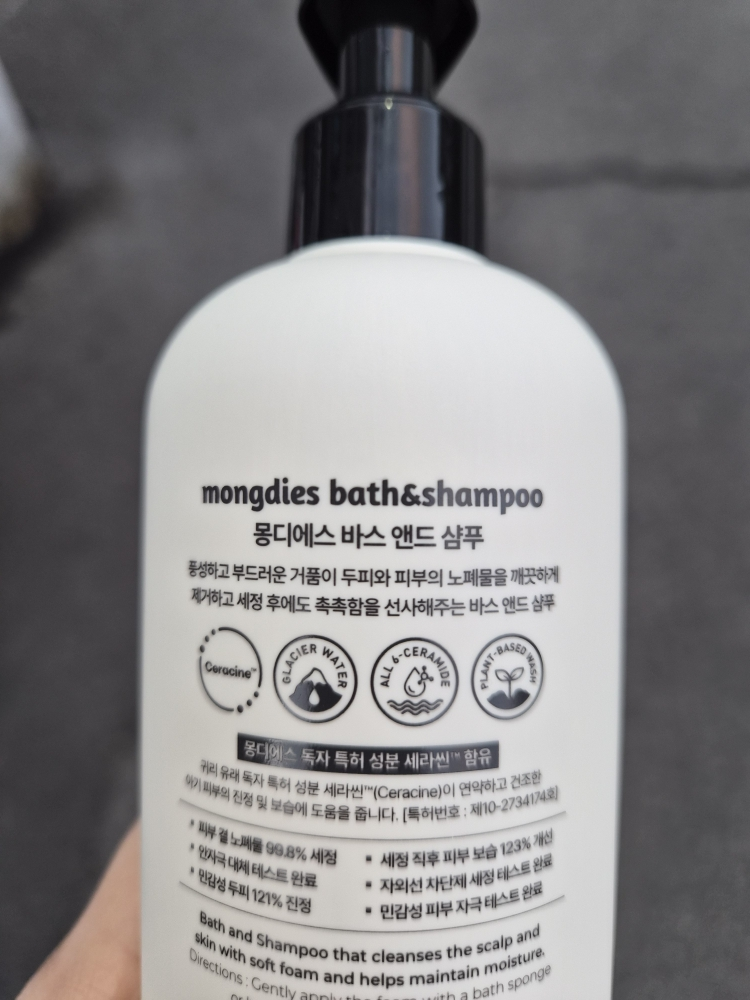 mongdies bath&shampoo
몽디에스 바스 앤드 샴푸
풍성하고 부드러운 거품이 두피와 피부의 노폐물을 깨끗하게
제거하고 세정 후에도 촉촉함을 선사해주는 바스 앤드 샴푸
Ceracine™
GLACIER WATER
ALL 6-CERAMIDE
PLANT-BASED WASH
몽디에스 독자 특허 성분 세라씬™ 함유
귀리 유래 독자 특허 성분 세라씬™(Ceracine)이 연약하고 건조한
아기 피부의 진정 및 보습에 도움을 줍니다. [특허번호 : 제10-2734174호]
• 피부 결 노폐물 99.8% 세정
• 안자극 대체 테스트 완료
• 민감성 두피 121% 진정
▪ 세정 직후 피부 보습 123% 개선
▪ 자외선 차단제 세정 테스트 완료
▪ 민감성 피부 자극 테스트 완료
Bath and Shampoo that cleanses the scalp and
skin with soft foam and helps maintain moisture.
Directions : Gently apply the foam with a bath sponge